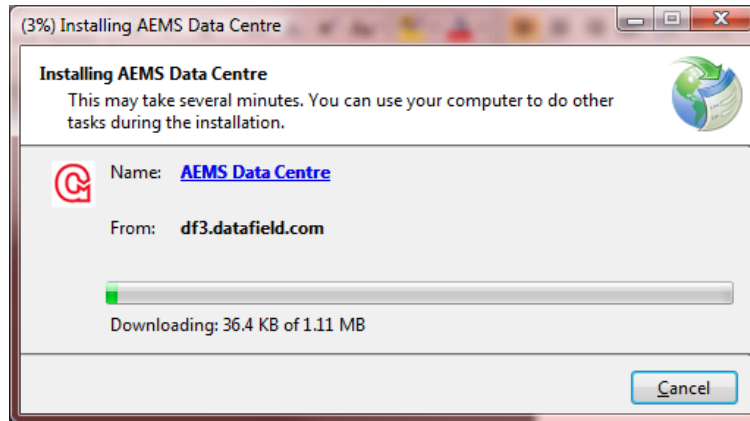 (3%) Installing AEMS Data Centre
Installing AEMS Data Centre
This may take several minutes. You can use your computer to do other
tasks during the installation.
Name: AEMS Data Centre
From: df3.datafield.com
Downloading: 36.4 KB of 1.11 MB
Cancel